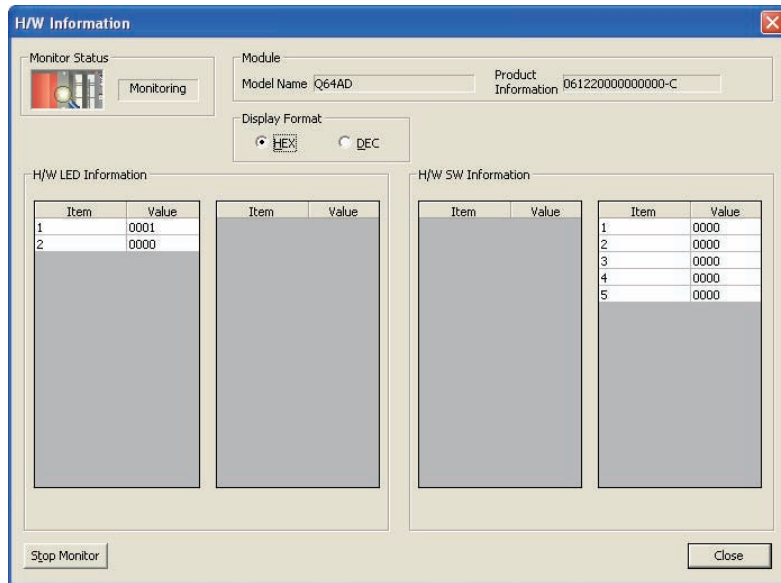 H/W Information
Monitor Status
Monitoring
Module
Model Name Q64AD
Product Information 061220000000000-C
Display Format
HEX DEC
H/W LED Information
Item Value Item Value
1 0001
2 0000
H/W SW Information
Item Value Item Value
1 0000
2 0000
3 0000
4 0000
5 0000
Stop Monitor
Close